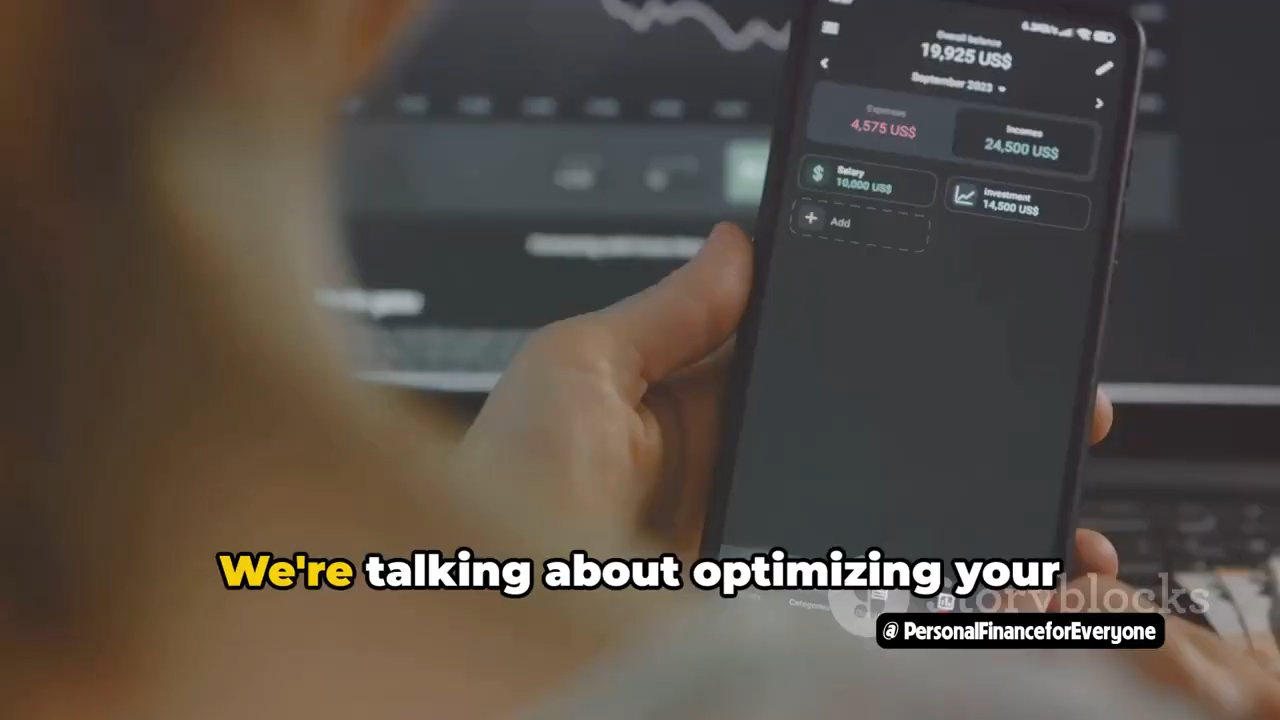 Overall balance
19,925 US$
September 2023
Expenses
4,575 US$
Incomes
24,500 US$
Salary
10,000 US$
Investment
14,500 US$
Add
We're talking about optimizing your
Storyblocks
@ PersonalFinanceforEveryone